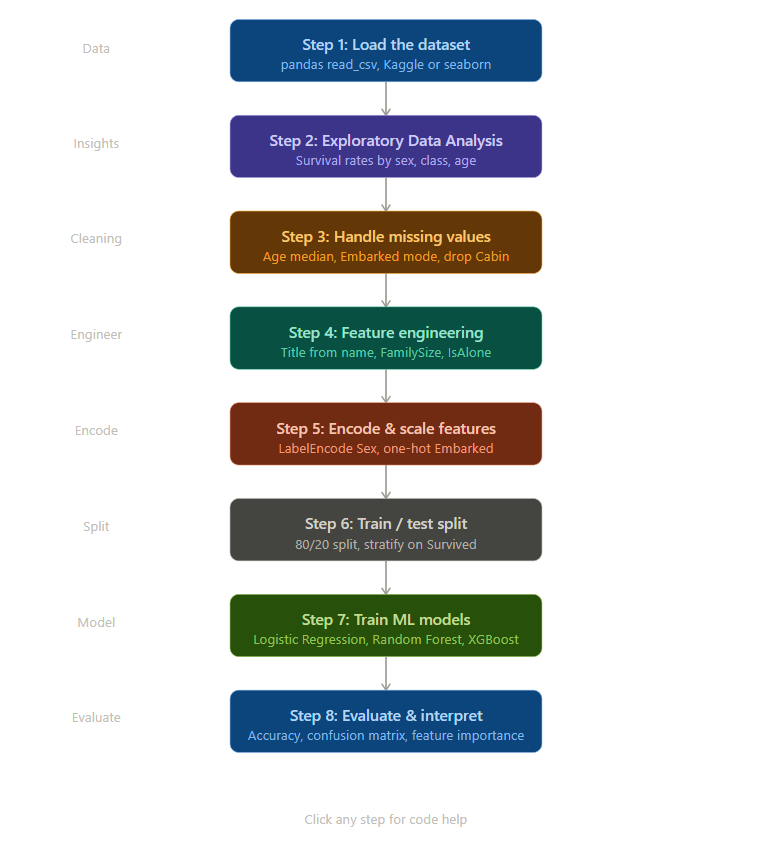 Data
Step 1: Load the dataset
pandas read_csv, Kaggle or seaborn
Insights
Step 2: Exploratory Data Analysis
Survival rates by sex, class, age
Cleaning
Step 3: Handle missing values
Age median, Embarked mode, drop Cabin
Engineer
Step 4: Feature engineering
Title from name, FamilySize, IsAlone
Encode
Step 5: Encode & scale features
LabelEncode Sex, one-hot Embarked
Split
Step 6: Train / test split
80/20 split, stratify on Survived
Model
Step 7: Train ML models
Logistic Regression, Random Forest, XGBoost
Evaluate
Step 8: Evaluate & interpret
Accuracy, confusion matrix, feature importance
Click any step for code help